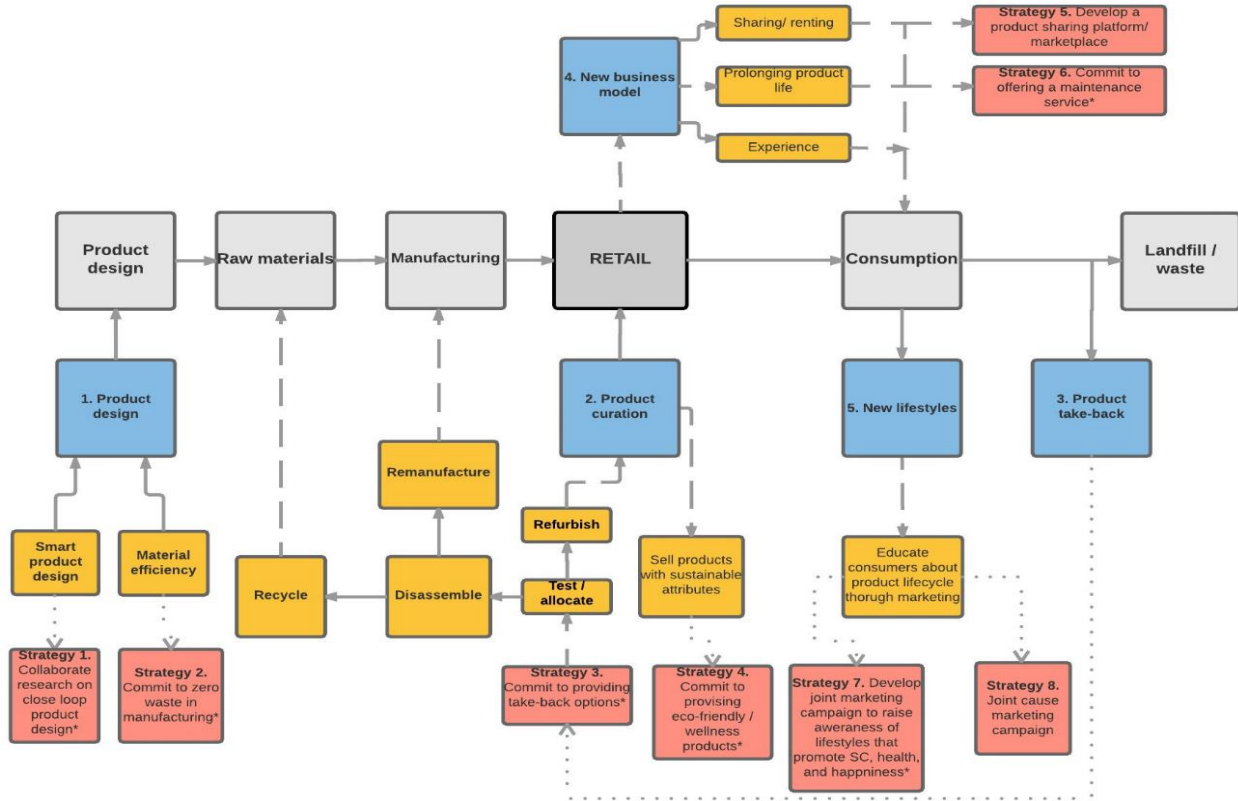 Sharing/ renting
Strategy 5. Develop a
product sharing platform/
marketplace
4. New business
model
Prolonging product
life
Strategy 6. Commit to
offering a maintenance
service*
Experience
Product
design
Raw materials
Manufacturing
RETAIL
Consumption
Landfill /
waste
1. Product
design
2. Product
curation
5. New lifestyles
3. Product
take-back
Remanufacture
Refurbish
Smart
product
design
Material
efficiency
Recycle
Disassemble
Test /
allocate
Sell products
with sustainable
attributes
Educate
consumers about
product lifecycle
thorugh marketing
Strategy 1.
Collaborate
research on
close loop
product
design*
Strategy 2.
Commit to zero
waste in
manufacturing*
Strategy 3.
Commit to providing
take-back options*
Strategy 4.
Commit to
provising
eco-friendly /
wellness
products*
Strategy 7. Develop
joint marketing
campaign to raise
aweraness of
lifestyles that
promote SC, health,
and happniness*
Strategy 8.
Joint cause
marketing
campaign